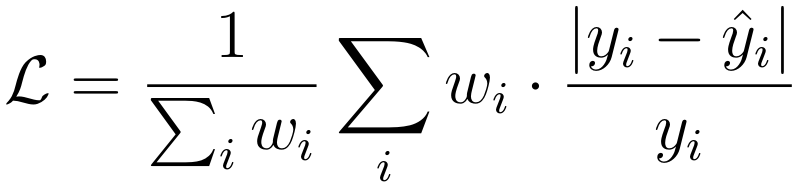 $\mathcal{L} = \frac{1}{\sum_i w_i} \sum_i w_i \cdot \frac{|y_i - \hat{y}_i|}{y_i}$